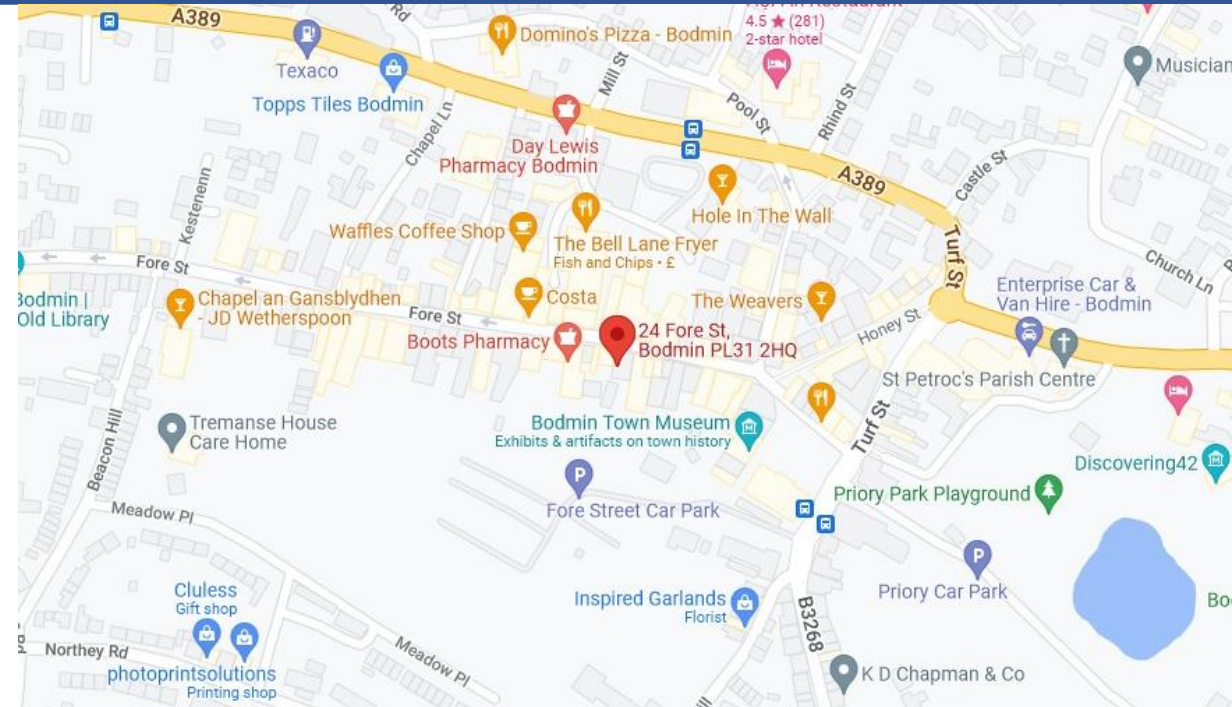 A389
Rd
Domino's Pizza - Bodmin
4.5 ★ (281)
2-star hotel
Musician
Texaco
Mill St
Topps Tiles Bodmin
Pool St
Rhind St
Chapel Ln
Day Lewis
Pharmacy Bodmin
A389
Castle St
Kestenenn
Hole In The Wall
Waffles Coffee Shop
The Bell Lane Fryer
Fish and Chips • £
Turf St
Church Ln
Fore St
Enterprise Car &
Van Hire - Bodmin
Bodmin |
Old Library
Chapel an Gansblydhen
- JD Wetherspoon
Costa
The Weavers
Fore St
Honey St
Boots Pharmacy
24 Fore St,
Bodmin PL31 2HQ
St Petroc's Parish Centre
Tremanse House
Care Home
Bodmin Town Museum
Exhibits & artifacts on town history
Turf St
Beacon Hill
Discovering42
Fore Street Car Park
Priory Park Playground
Meadow Pl
Cluless
Gift shop
Inspired Garlands
Florist
Priory Car Park
Bo
B3268
Northey Rd
Meadow Pl
photoprintsolutions
Printing shop
K D Chapman & Co